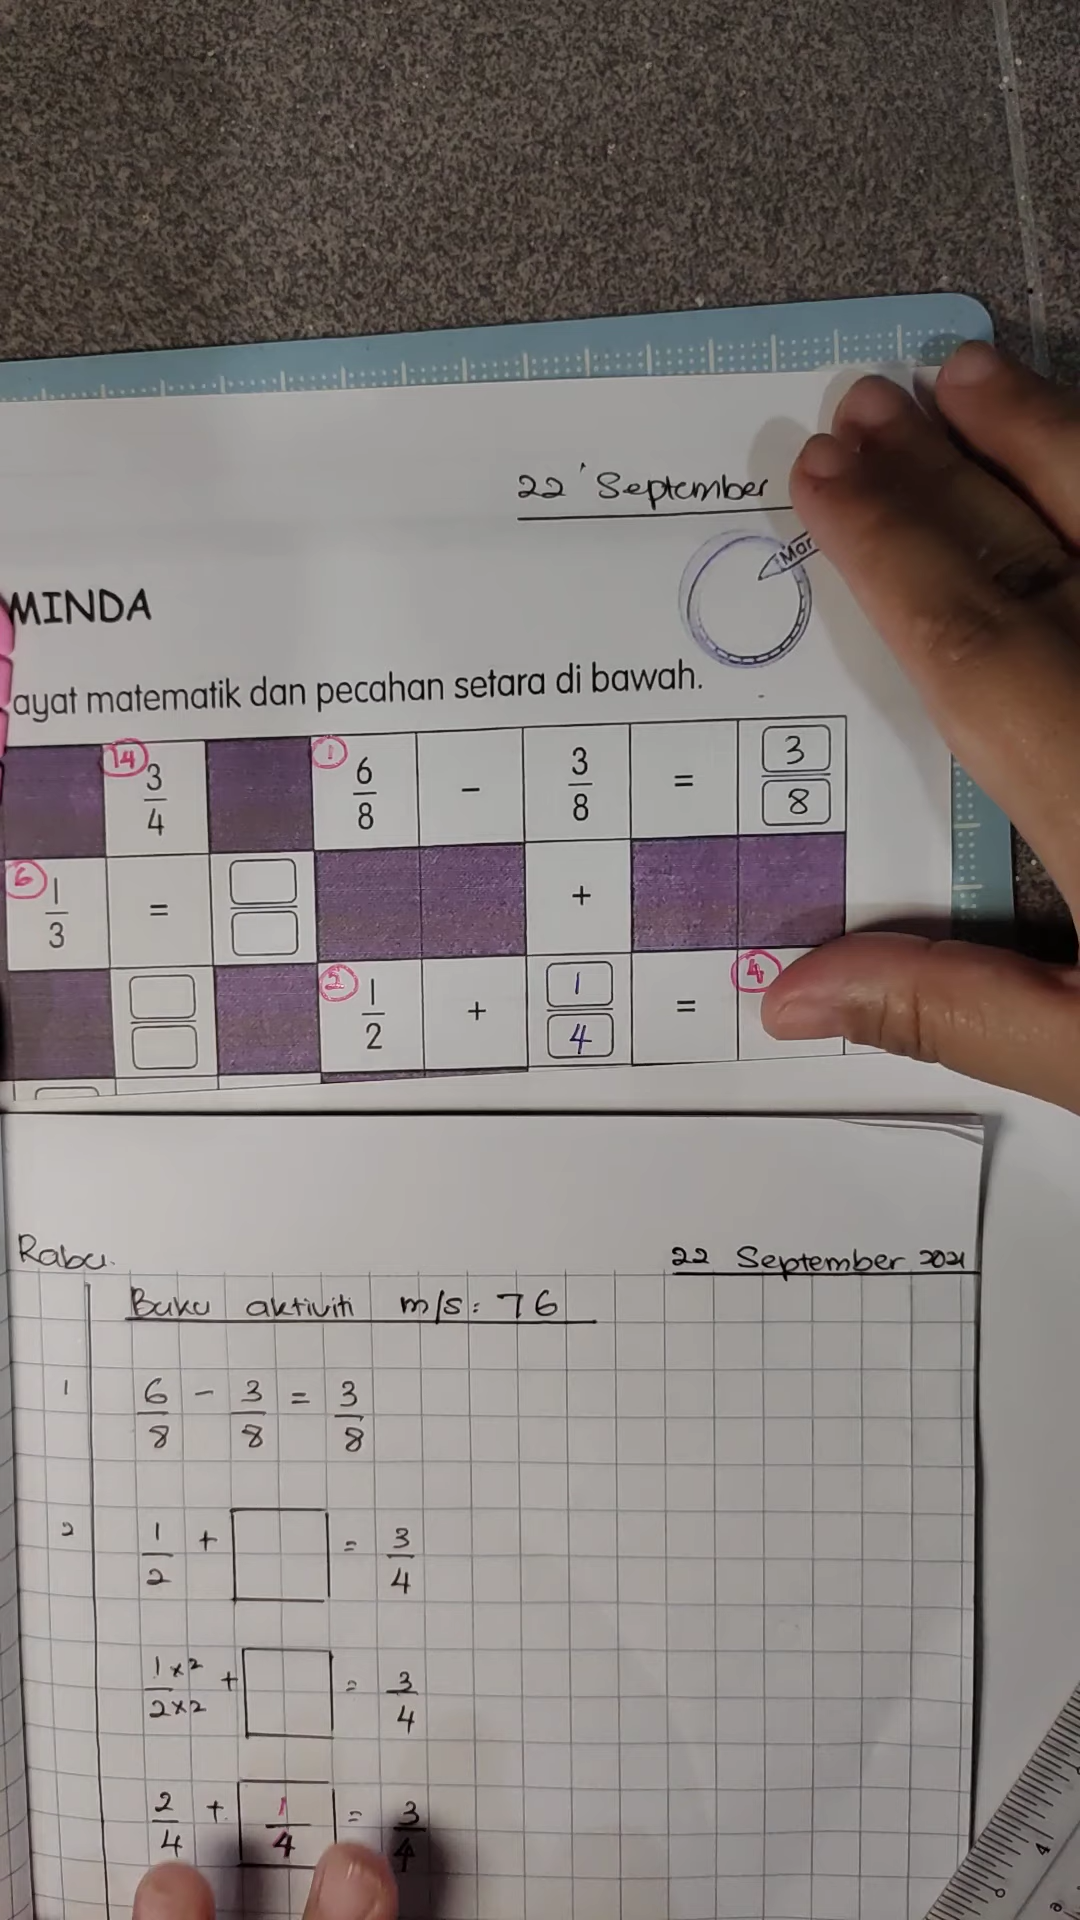 22 September
Mar
MINDA
ayat matematik dan pecahan setara di bawah.
14 3/4 1 6/8 - 3/8 = 3/8
6 1/3 = +
2 1/2 + 1/4 = 4
Rabu. 22 September 2021
Buku aktiviti m/s: 76
1 6/8 - 3/8 = 3/8
2 1/2 + = 3/4
1×2/2×2 + = 3/4
2/4 + 1/4 = 3/4
4